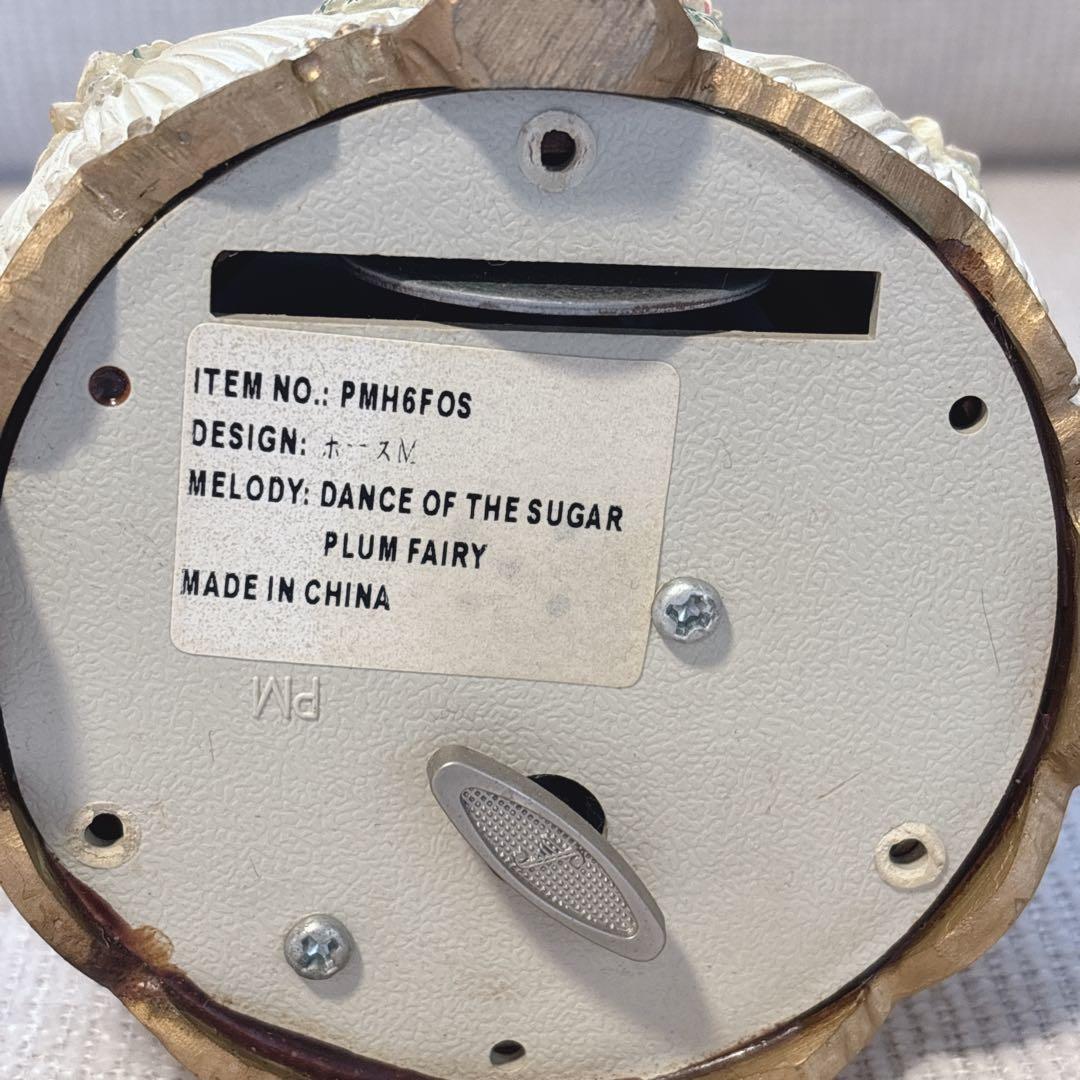 ITEM NO.: PMH6FOS
DESIGN: ホースM
MELODY: DANCE OF THE SUGAR
PLUM FAIRY
MADE IN CHINA
PM